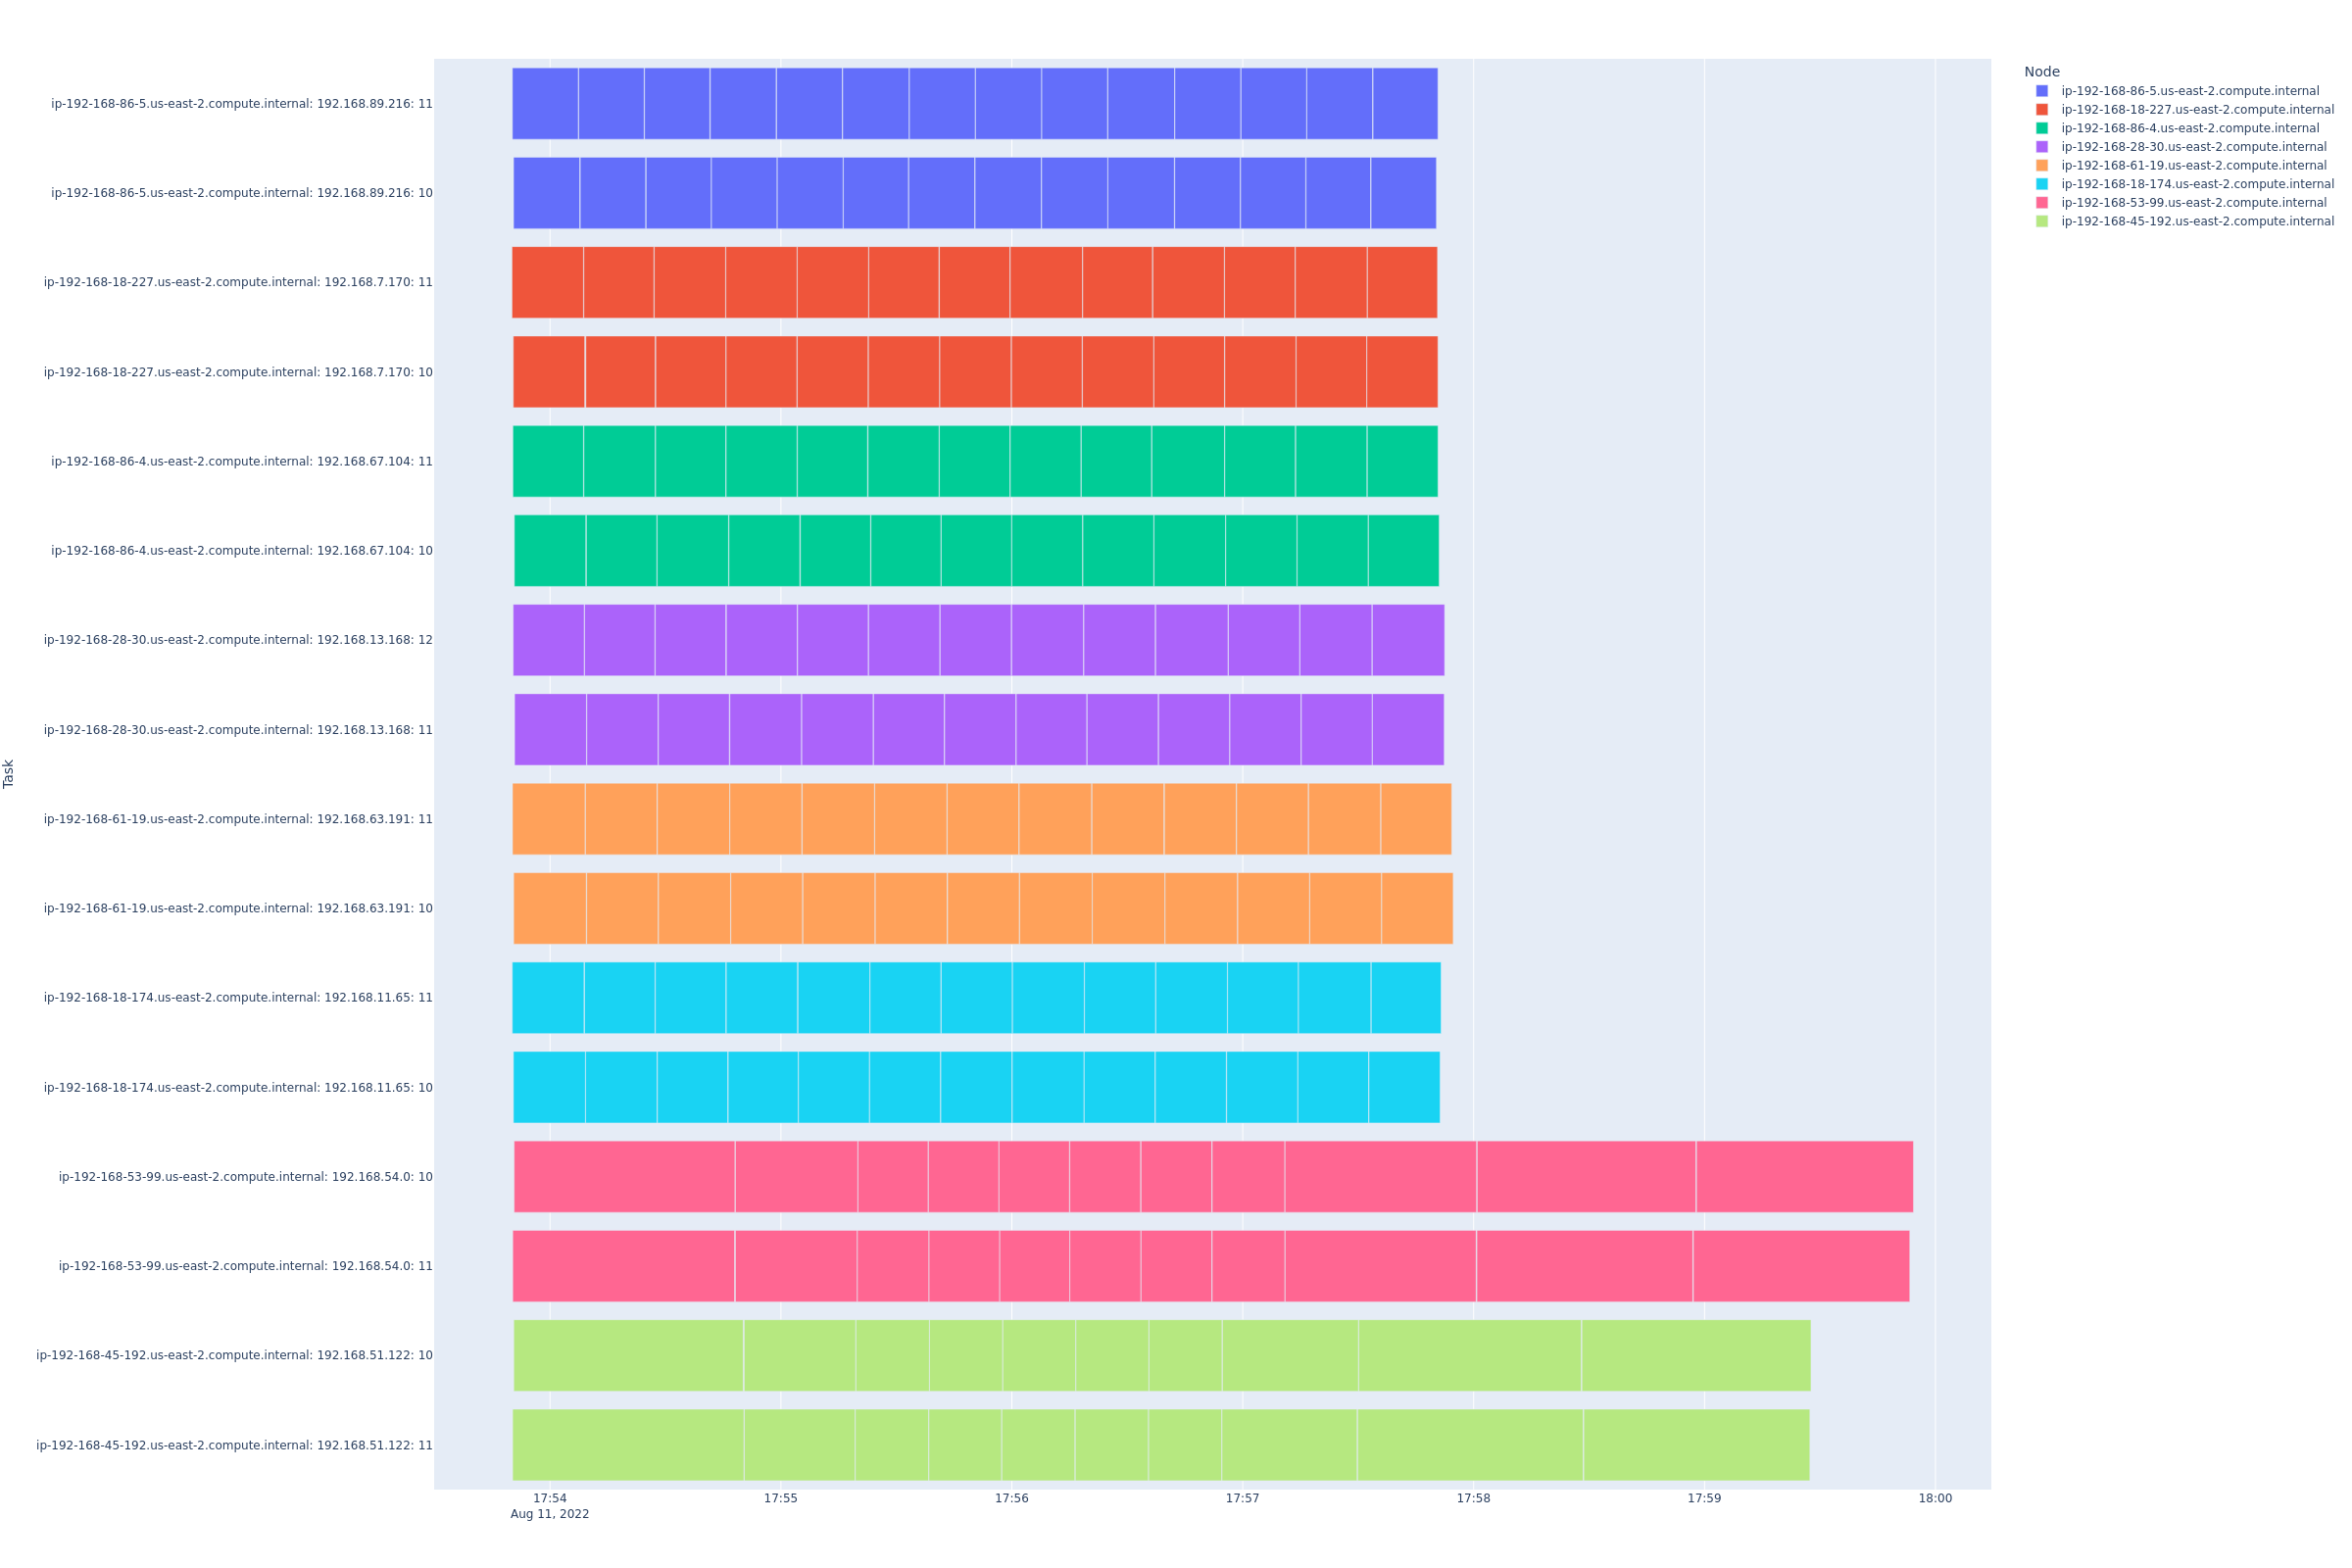 ip-192-168-86-5.us-east-2.compute.internal: 192.168.89.216: 11
ip-192-168-86-5.us-east-2.compute.internal: 192.168.89.216: 10
ip-192-168-18-227.us-east-2.compute.internal: 192.168.7.170: 11
ip-192-168-18-227.us-east-2.compute.internal: 192.168.7.170: 10
ip-192-168-86-4.us-east-2.compute.internal: 192.168.67.104: 11
ip-192-168-86-4.us-east-2.compute.internal: 192.168.67.104: 10
ip-192-168-28-30.us-east-2.compute.internal: 192.168.13.168: 12
ip-192-168-28-30.us-east-2.compute.internal: 192.168.13.168: 11
Task
ip-192-168-61-19.us-east-2.compute.internal: 192.168.63.191: 11
ip-192-168-61-19.us-east-2.compute.internal: 192.168.63.191: 10
ip-192-168-18-174.us-east-2.compute.internal: 192.168.11.65: 11
ip-192-168-18-174.us-east-2.compute.internal: 192.168.11.65: 10
ip-192-168-53-99.us-east-2.compute.internal: 192.168.54.0: 10
ip-192-168-53-99.us-east-2.compute.internal: 192.168.54.0: 11
ip-192-168-45-192.us-east-2.compute.internal: 192.168.51.122: 10
ip-192-168-45-192.us-east-2.compute.internal: 192.168.51.122: 11
17:54 17:55 17:56 17:57 17:58 17:59 18:00
Aug 11, 2022
Node
ip-192-168-86-5.us-east-2.compute.internal
ip-192-168-18-227.us-east-2.compute.internal
ip-192-168-86-4.us-east-2.compute.internal
ip-192-168-28-30.us-east-2.compute.internal
ip-192-168-61-19.us-east-2.compute.internal
ip-192-168-18-174.us-east-2.compute.internal
ip-192-168-53-99.us-east-2.compute.internal
ip-192-168-45-192.us-east-2.compute.internal